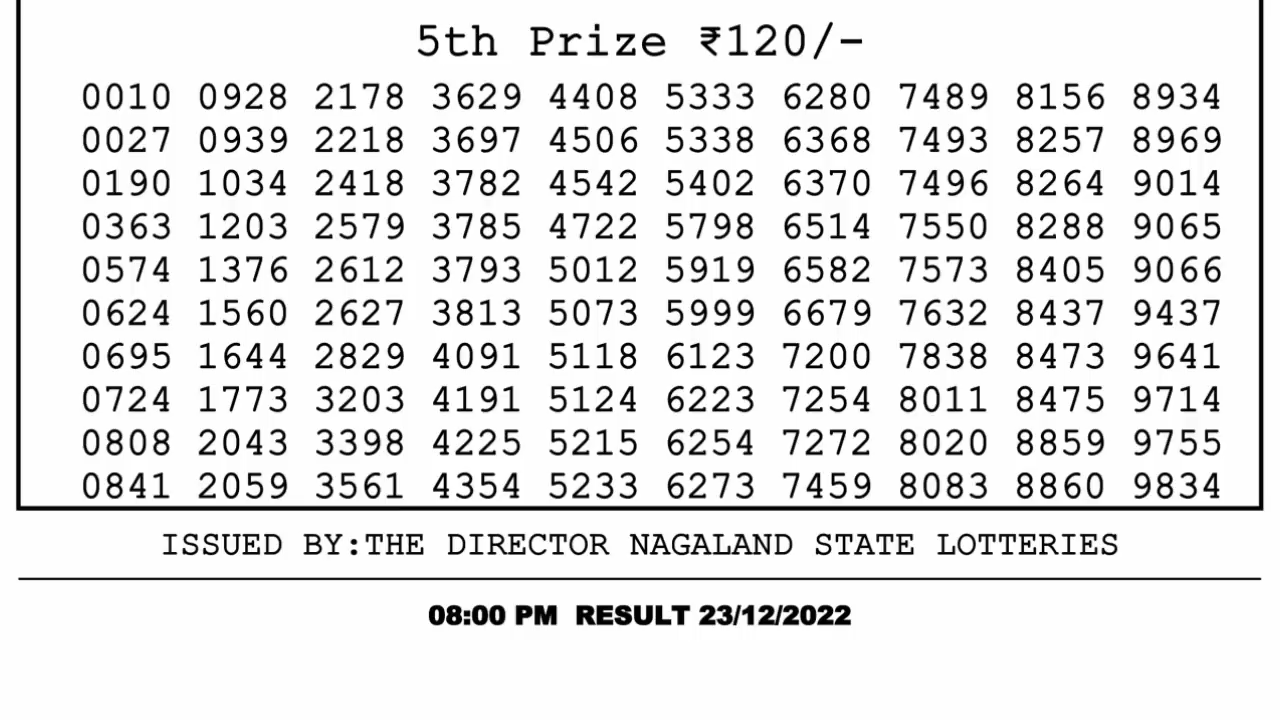 5th Prize ₹120/-
0010 0928 2178 3629 4408 5333 6280 7489 8156 8934
0027 0939 2218 3697 4506 5338 6368 7493 8257 8969
0190 1034 2418 3782 4542 5402 6370 7496 8264 9014
0363 1203 2579 3785 4722 5798 6514 7550 8288 9065
0574 1376 2612 3793 5012 5919 6582 7573 8405 9066
0624 1560 2627 3813 5073 5999 6679 7632 8437 9437
0695 1644 2829 4091 5118 6123 7200 7838 8473 9641
0724 1773 3203 4191 5124 6223 7254 8011 8475 9714
0808 2043 3398 4225 5215 6254 7272 8020 8859 9755
0841 2059 3561 4354 5233 6273 7459 8083 8860 9834
ISSUED BY:THE DIRECTOR NAGALAND STATE LOTTERIES
08:00 PM RESULT 23/12/2022